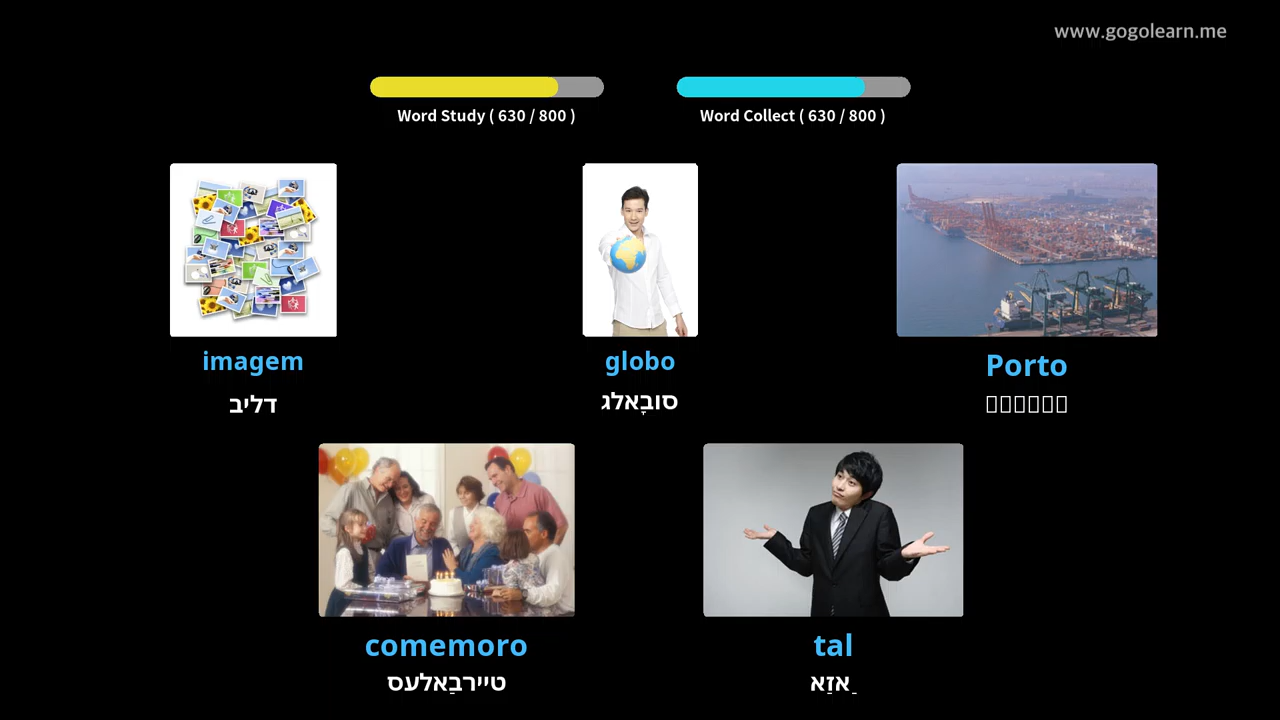 www.gogolearn.me
Word Study ( 630 / 800 )
Word Collect ( 630 / 800 )
imagem
globo
Porto
דליב
סובָאלג
comemoro
tal
טיירבַאלעס
ַאזַא